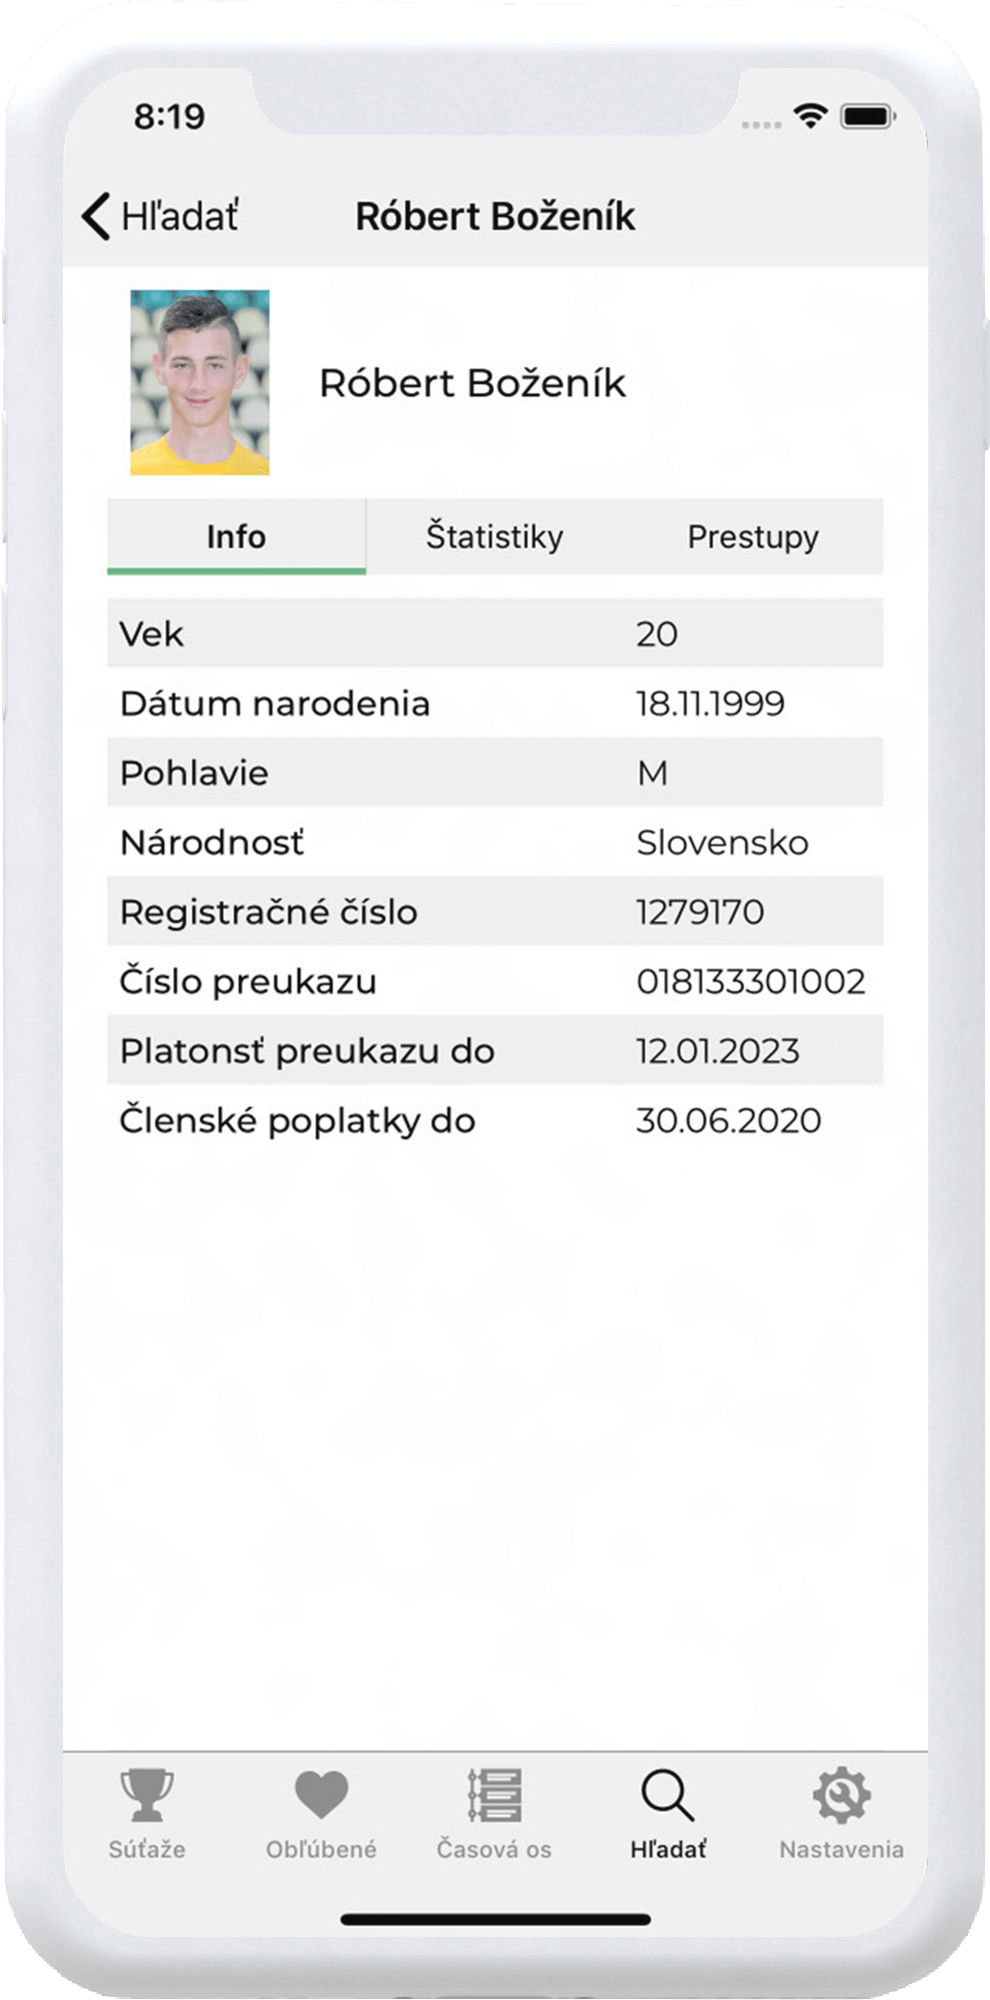 8:19
Hľadať Róbert Boženík
Róbert Boženík
Info Štatistiky Prestupy
Vek 20
Dátum narodenia 18.11.1999
Pohlavie M
Národnosť Slovensko
Registračné číslo 1279170
Číslo preukazu 018133301002
Platonsť preukazu do 12.01.2023
Členské poplatky do 30.06.2020
Súťaže Obľúbené Časová os Hľadať Nastavenia